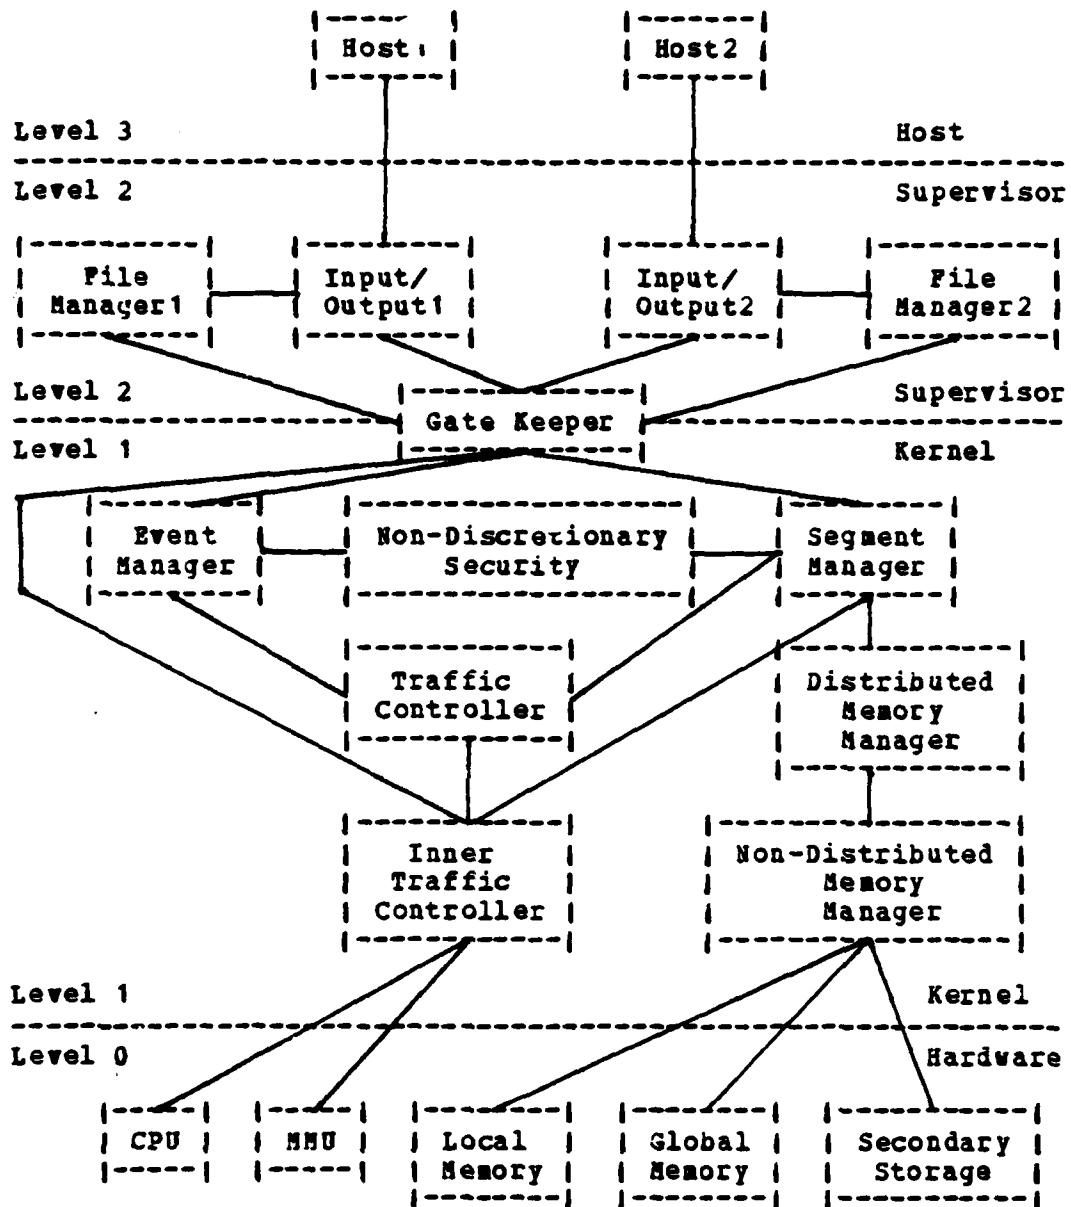 Host1 Host2
Level 3 Host
Level 2 Supervisor
File Input/ Input/ File
Manager1 Output1 Output2 Manager2
Level 2 Supervisor
Gate Keeper
Level 1 Kernel
Event Non-Discretionary Segment
Manager Security Manager
Traffic Distributed
Controller Memory
Manager
Inner Non-Distributed
Traffic Memory
Controller Manager
Level 1 Kernel
Level 0 Hardware
CPU MMU Local Global Secondary
Memory Memory Storage